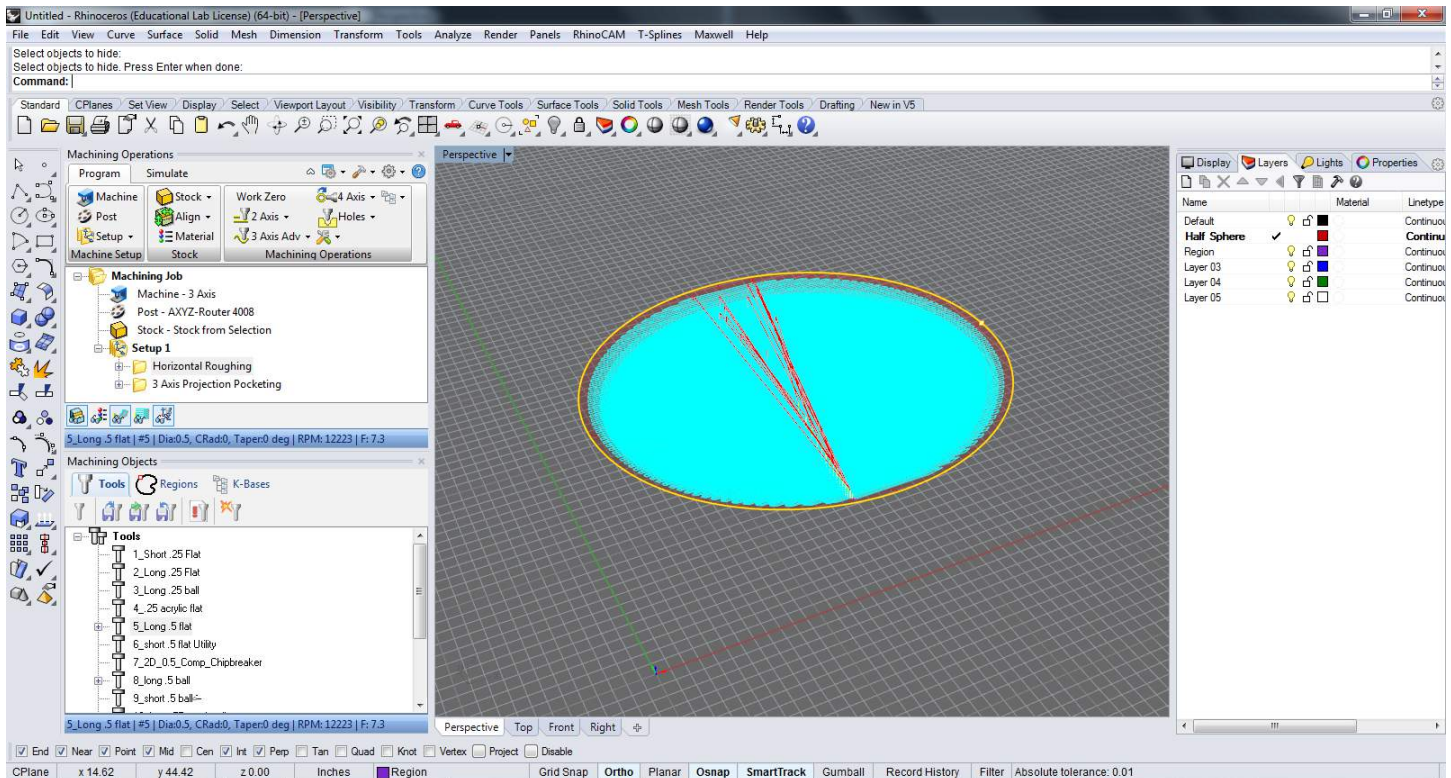 Untitled - Rhinoceros (Educational Lab License) (64-bit) - [Perspective]
File Edit View Curve Surface Solid Mesh Dimension Transform Tools Analyze Render Panels RhinoCAM T-Splines Maxwell Help
Select objects to hide:
Select objects to hide. Press Enter when done:
Command:
Standard CPlanes Set View Display Select Viewport Layout Visibility Transform Curve Tools Surface Tools Solid Tools Mesh Tools Render Tools Drafting New in V5
Machining Operations
Program Simulate
Machine Stock Work Zero 4 Axis
Post Align 2 Axis Holes
Setup Material 3 Axis Adv
Machine Setup Stock Machining Operations
Machining Job
Machine - 3 Axis
Post - AXYZ-Router 4008
Stock - Stock from Selection
Setup 1
Horizontal Roughing
3 Axis Projection Pocketing
5_Long .5 flat | #5 | Dia:0.5, CRad:0, Taper:0 deg | RPM: 12223 | F: 7.3
Machining Objects
Tools Regions K-Bases
Tools
1_Short .25 Flat
2_Long .25 Flat
3_Long .25 ball
4_.25 acrylic flat
5_Long .5 flat
6_short .5 flat Utility
7_2D_0.5_Comp_Chipbreaker
8_long .5 ball
9_short .5 ball
5_Long .5 flat | #5 | Dia:0.5, CRad:0, Taper:0 deg | RPM: 12223 | F: 7.3
Perspective
Perspective Top Front Right
Display Layers Lights Properties
Name Material Linetype
Default Continuou
Half Sphere Continu
Region Continuou
Layer 03 Continuou
Layer 04 Continuou
Layer 05 Continuou
End Near Point Mid Cen Int Perp Tan Quad Knot Vertex Project Disable
CPlane x 14.62 y 44.42 z 0.00 Inches Region Grid Snap Ortho Planar Osnap SmartTrack Gumball Record History Filter Absolute tolerance: 0.01